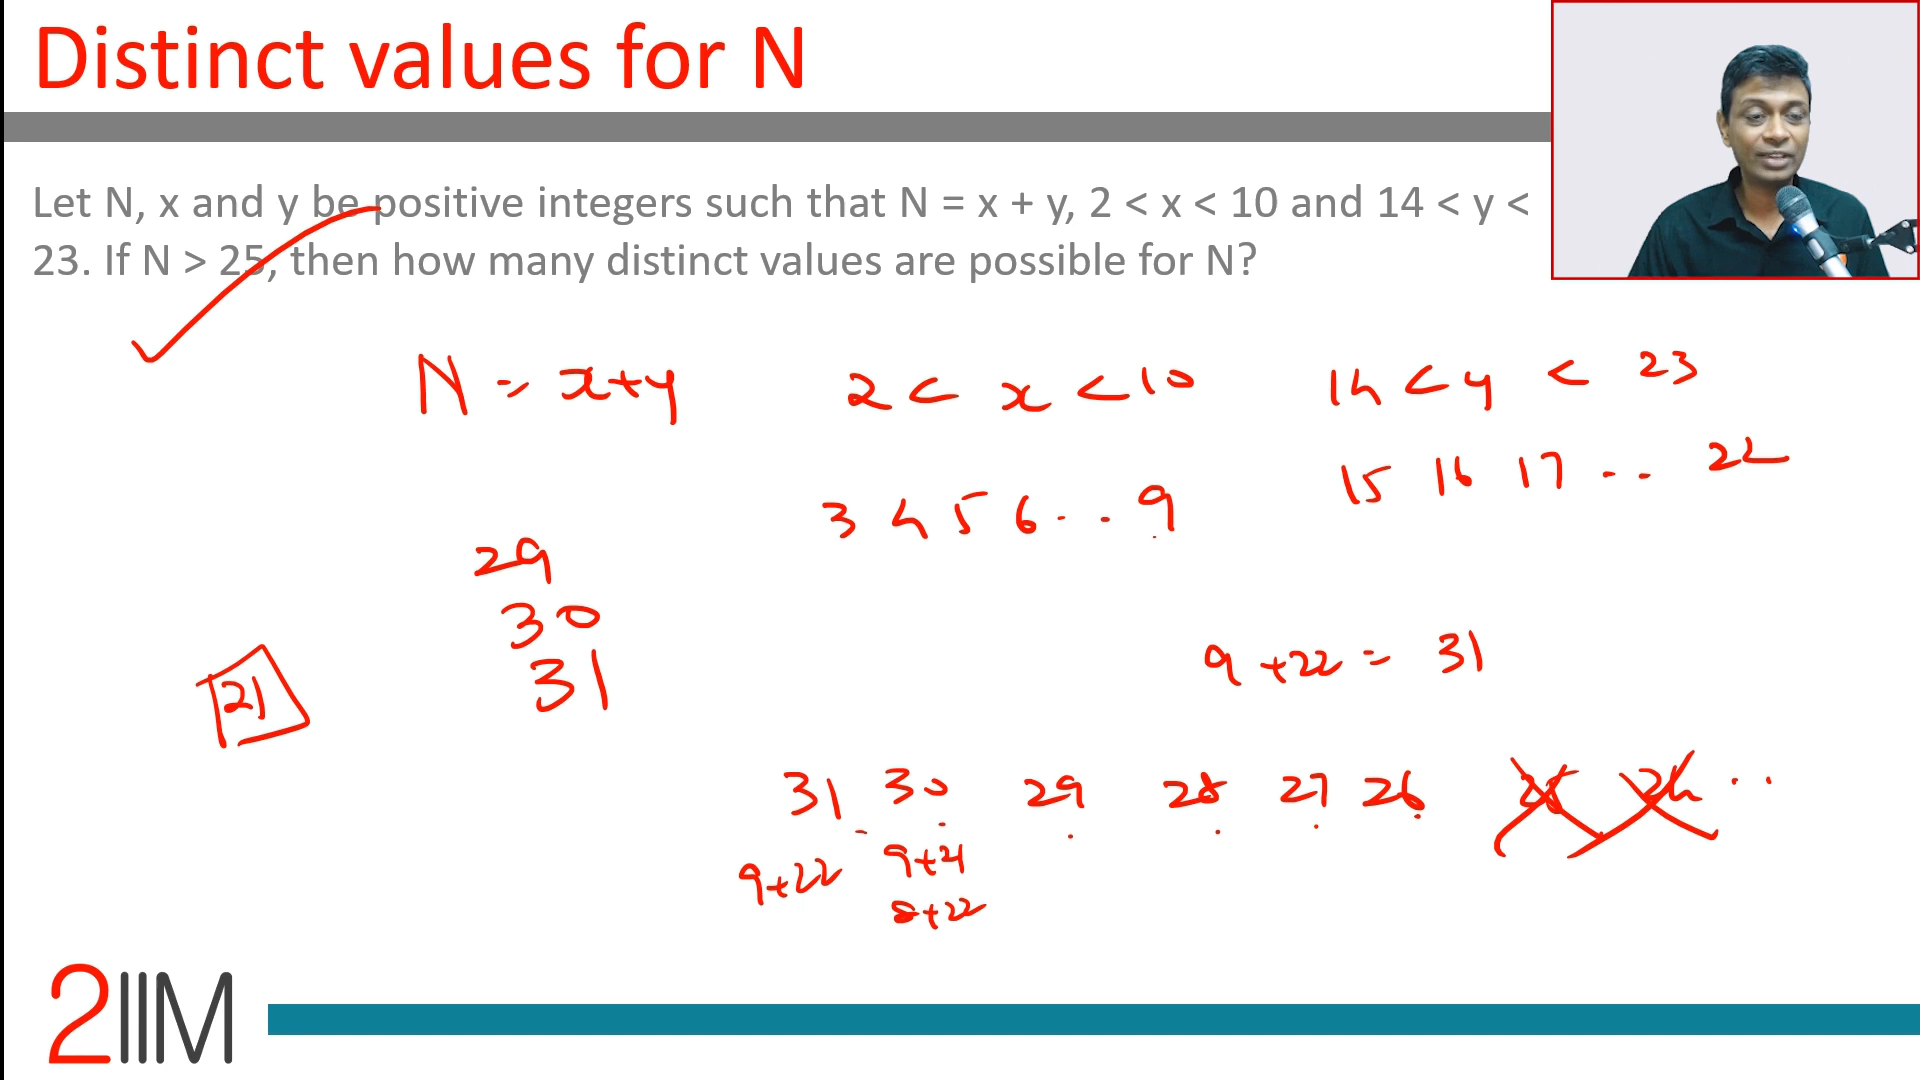 Distinct values for N
Let N, x and y be positive integers such that N = x + y, 2 < x < 10 and 14 < y <
23. If N > 25, then how many distinct values are possible for N?
N = x+y 2 < x < 10 14 < y < 23
3 4 5 6 .. 9 15 16 17 .. 22
29
30
31
21
9 +22 = 31
31 30 29 28 27 26 25 24 ..
9+22 9+21
8+22
2IIM